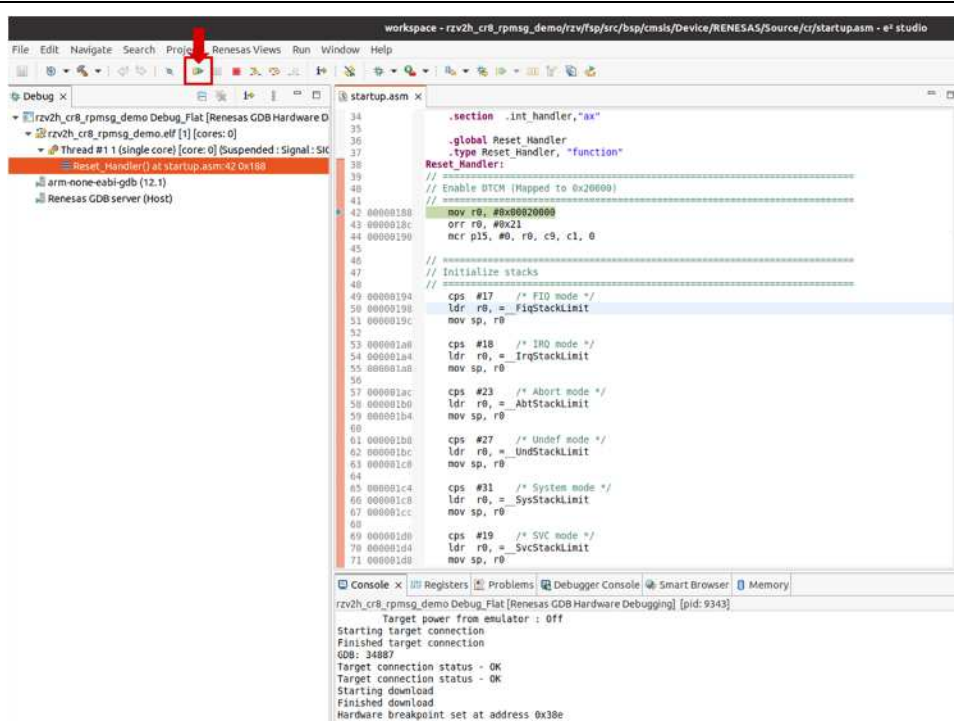 workspace - rzv2h_cr8_rpmsg_demo/rzv/fsp/src/bsp/cmsis/Device/RENESAS/Source/cr/startup.asm - e² studio
File Edit Navigate Search Project Renesas Views Run Window Help
Debug
rzv2h_cr8_rpmsg_demo Debug_Flat [Renesas GDB Hardware D
rzv2h_cr8_rpmsg_demo.elf [1] [cores: 0]
Thread #1 1 (single core) [core: 0] (Suspended : Signal : SIG
Reset_Handler() at startup.asm:42 0x188
arm-none-eabi-gdb (12.1)
Renesas GDB server (Host)
startup.asm
34 .section .int_handler,"ax"
35
36 .global Reset_Handler
37 .type Reset_Handler, "function"
38 Reset_Handler:
39 // ====================================================================
40 // Enable DTCM (Mapped to 0x20000)
41 // ====================================================================
42 00000188 mov r0, #0x00020000
43 0000018c orr r0, #0x21
44 00000190 mcr p15, #0, r0, c9, c1, 0
45
46 // ====================================================================
47 // Initialize stacks
48 // ====================================================================
49 00000194 cps #17 /* FIQ mode */
50 00000198 ldr r0, =__FiqStackLimit
51 0000019c mov sp, r0
52
53 000001a0 cps #18 /* IRQ mode */
54 000001a4 ldr r0, =__IrqStackLimit
55 000001a8 mov sp, r0
56
57 000001ac cps #23 /* Abort mode */
58 000001b0 ldr r0, =__AbtStackLimit
59 000001b4 mov sp, r0
60
61 000001b8 cps #27 /* Undef mode */
62 000001bc ldr r0, =__UndStackLimit
63 000001c0 mov sp, r0
64
65 000001c4 cps #31 /* System mode */
66 000001c8 ldr r0, =__SysStackLimit
67 000001cc mov sp, r0
68
69 000001d0 cps #19 /* SVC mode */
70 000001d4 ldr r0, =__SvcStackLimit
71 000001d8 mov sp, r0
Console Registers Problems Debugger Console Smart Browser Memory
rzv2h_cr8_rpmsg_demo Debug_Flat [Renesas GDB Hardware Debugging] [pid: 9343]
Target power from emulator : Off
Starting target connection
Finished target connection
GDB: 34887
Target connection status - OK
Target connection status - OK
Starting download
Finished download
Hardware breakpoint set at address 0x38e